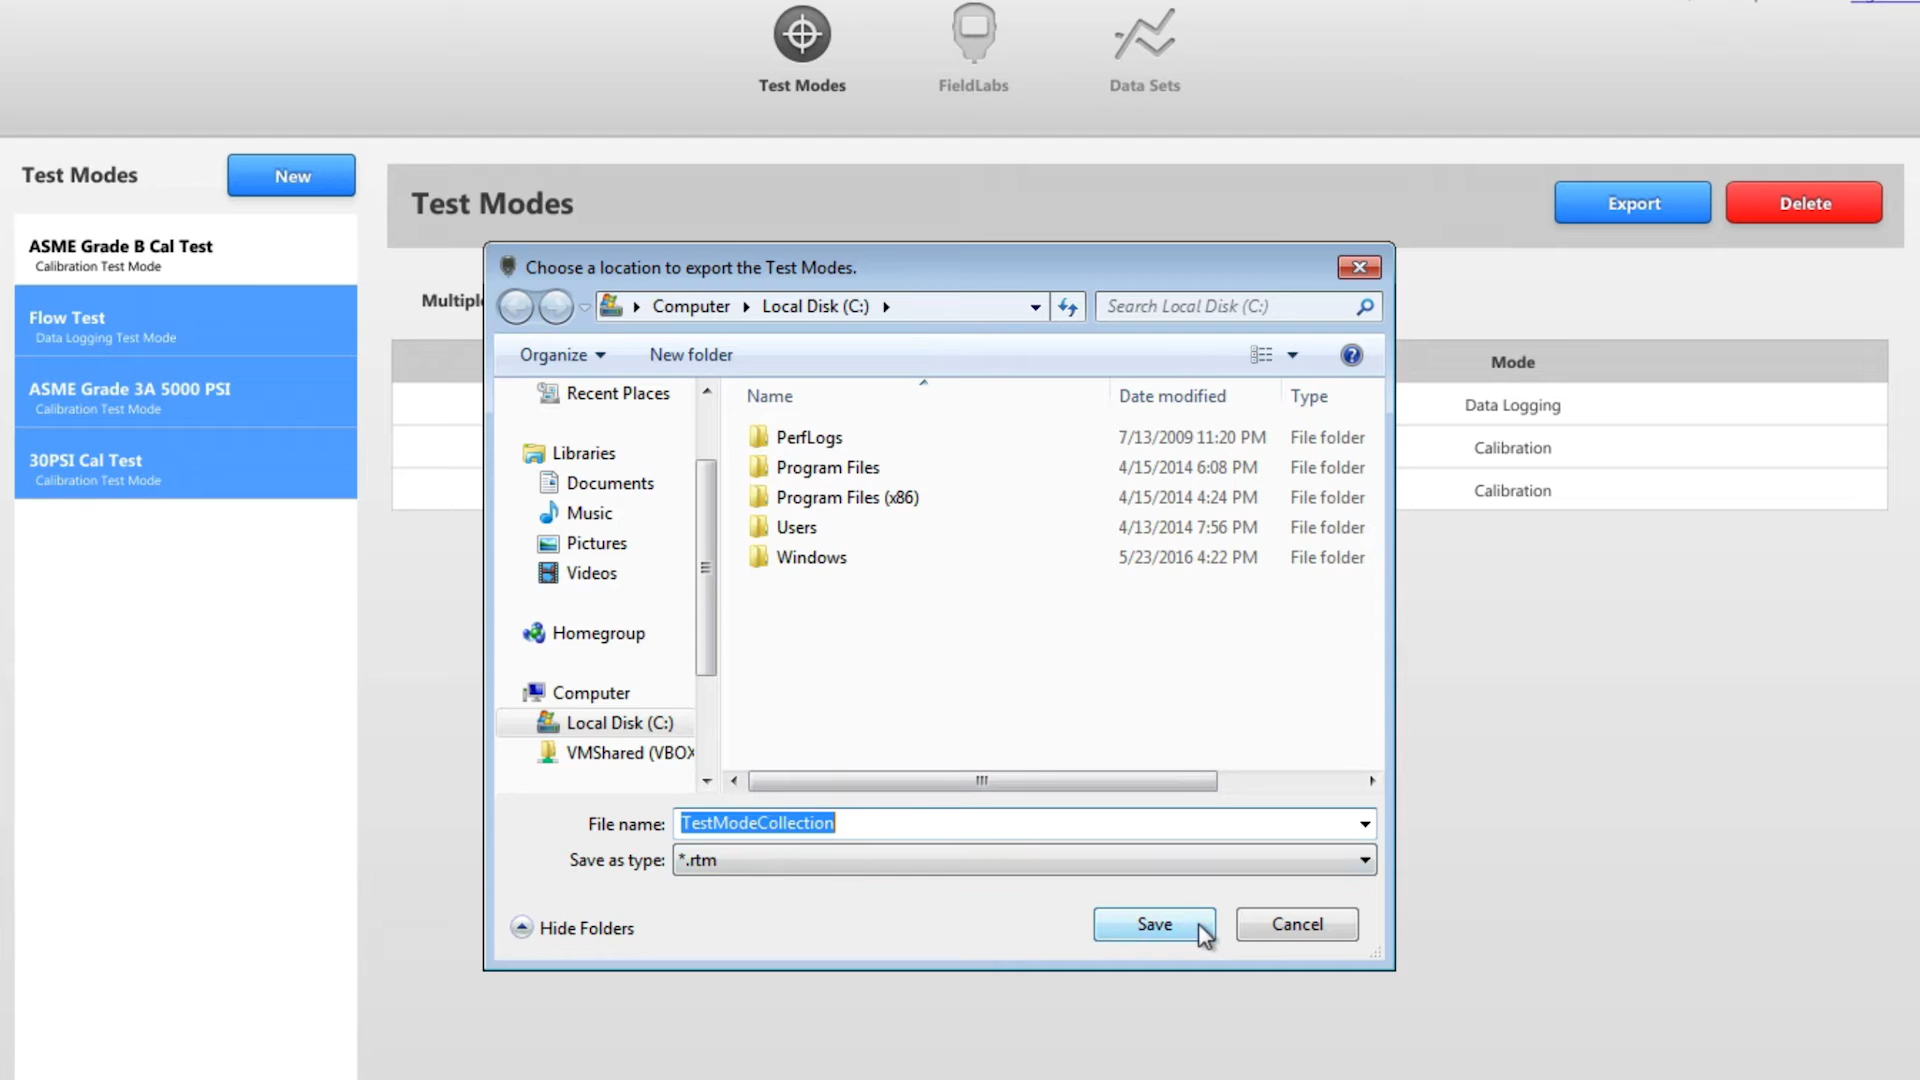 Test Modes
FieldLabs
Data Sets
Test Modes
New
ASME Grade B Cal Test
Calibration Test Mode
Flow Test
Data Logging Test Mode
ASME Grade 3A 5000 PSI
Calibration Test Mode
30PSI Cal Test
Calibration Test Mode
Test Modes
Export
Delete
Multiple
Mode
Data Logging
Calibration
Calibration
Choose a location to export the Test Modes.
Computer
Local Disk (C:)
Search Local Disk (C:)
Organize
New folder
Recent Places
Libraries
Documents
Music
Pictures
Videos
Homegroup
Computer
Local Disk (C:)
VMShared (VBOX
Name Date modified Type
PerfLogs 7/13/2009 11:20 PM File folder
Program Files 4/15/2014 6:08 PM File folder
Program Files (x86) 4/15/2014 4:24 PM File folder
Users 4/13/2014 7:56 PM File folder
Windows 5/23/2016 4:22 PM File folder
File name: TestModeCollection
Save as type: *.rtm
Hide Folders
Save
Cancel